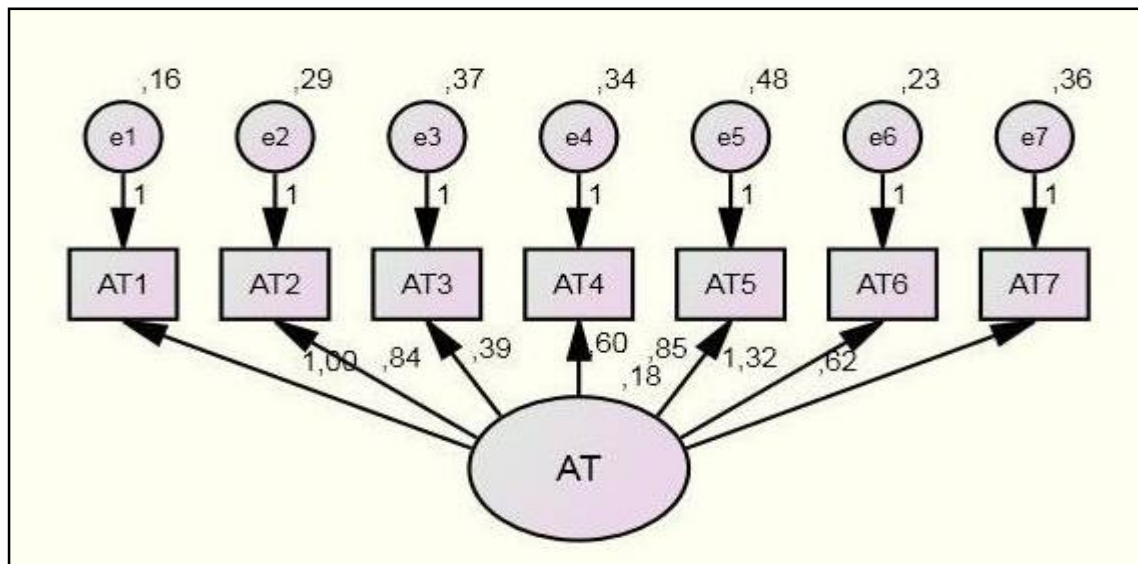 ,16 ,29 ,37 ,34 ,48 ,23 ,36
e1 e2 e3 e4 e5 e6 e7
1 1 1 1 1 1 1
AT1 AT2 AT3 AT4 AT5 AT6 AT7
1,00 ,84 ,39 ,60 ,85 1,32 ,62
,18
AT